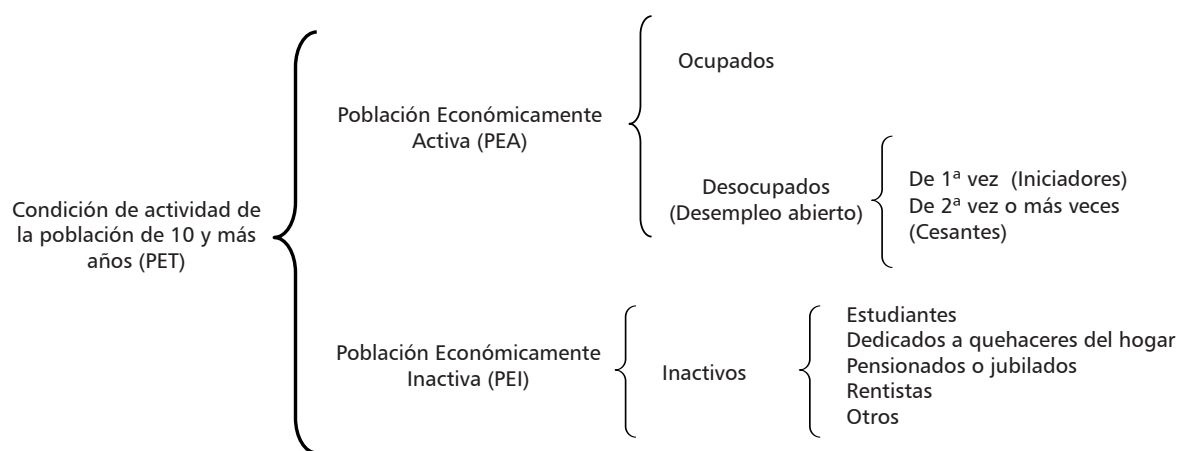 Condición de actividad de
la población de 10 y más
años (PET)
Población Económicamente
Activa (PEA)
Ocupados
Desocupados
(Desempleo abierto)
De 1ª vez (Iniciadores)
De 2ª vez o más veces
(Cesantes)
Población Económicamente
Inactiva (PEI)
Inactivos
Estudiantes
Dedicados a quehaceres del hogar
Pensionados o jubilados
Rentistas
Otros